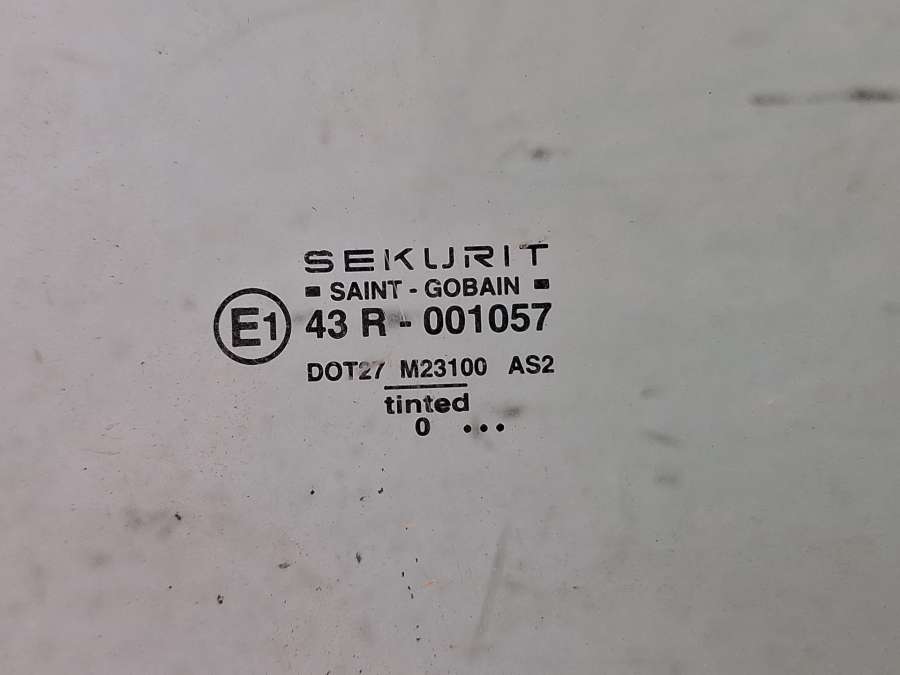 SEKURIT
SAINT - GOBAIN
E1 43 R - 001057
DOT27 M23100 AS2
tinted
0 ...